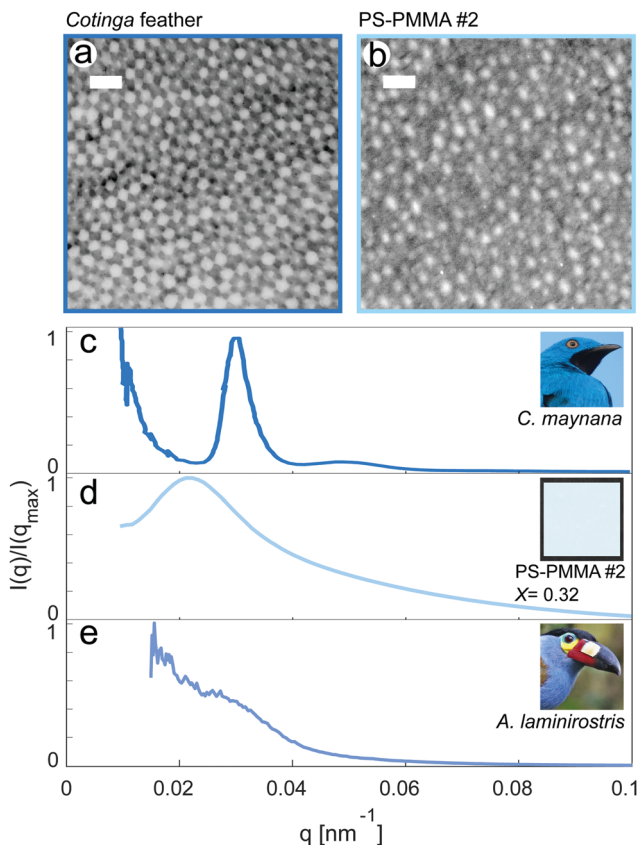 Cotinga feather
PS-PMMA #2
a
b
1
c
C. maynana
0
1
d
PS-PMMA #2
X= 0.32
0
1
e
A. laminirostris
0
I(q)/I(q_max)
0
0.02
0.04
0.06
0.08
0.1
q [nm⁻¹]